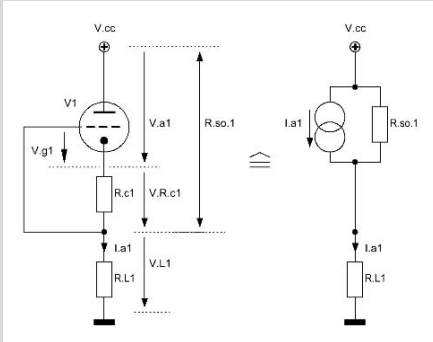 V.cc
V1
V.g1
V.a1
R.so.1
R.c1
V.R.c1
I.a1
R.L1
V.L1
V.cc
I.a1
R.so.1
I.a1
R.L1